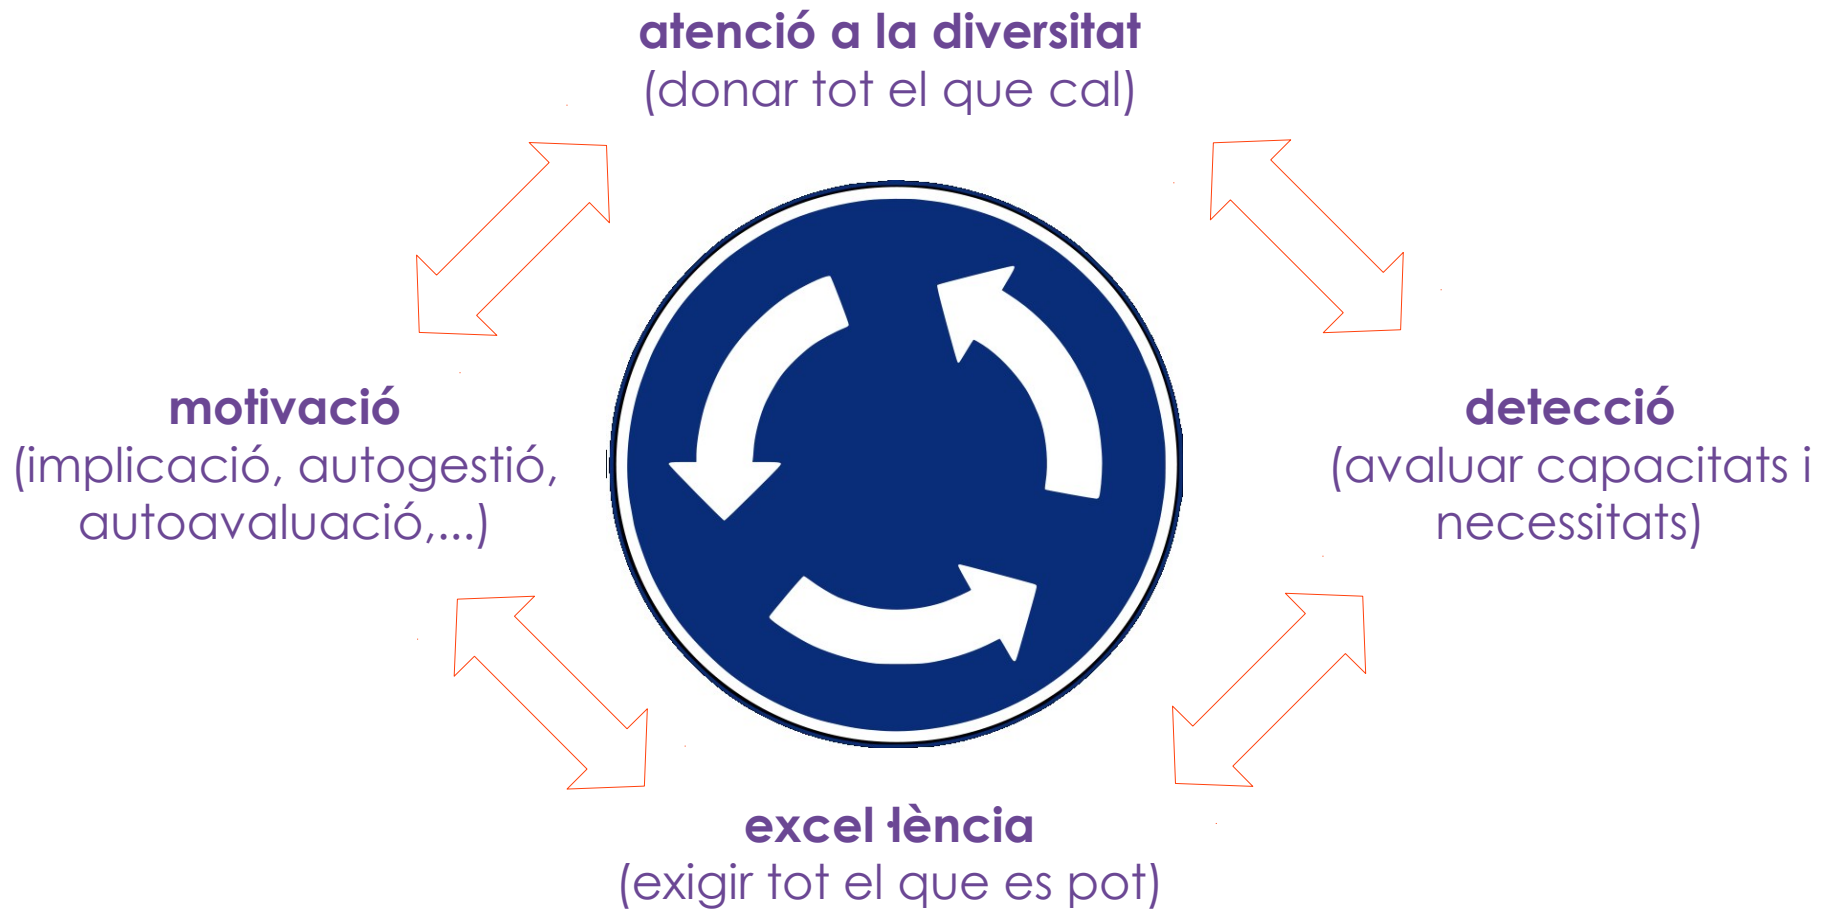 atenció a la diversitat
(donar tot el que cal)
motivació
(implicació, autogestió,
autoavaluació,...)
detecció
(avaluar capacitats i
necessitats)
excel·lència
(exigir tot el que es pot)